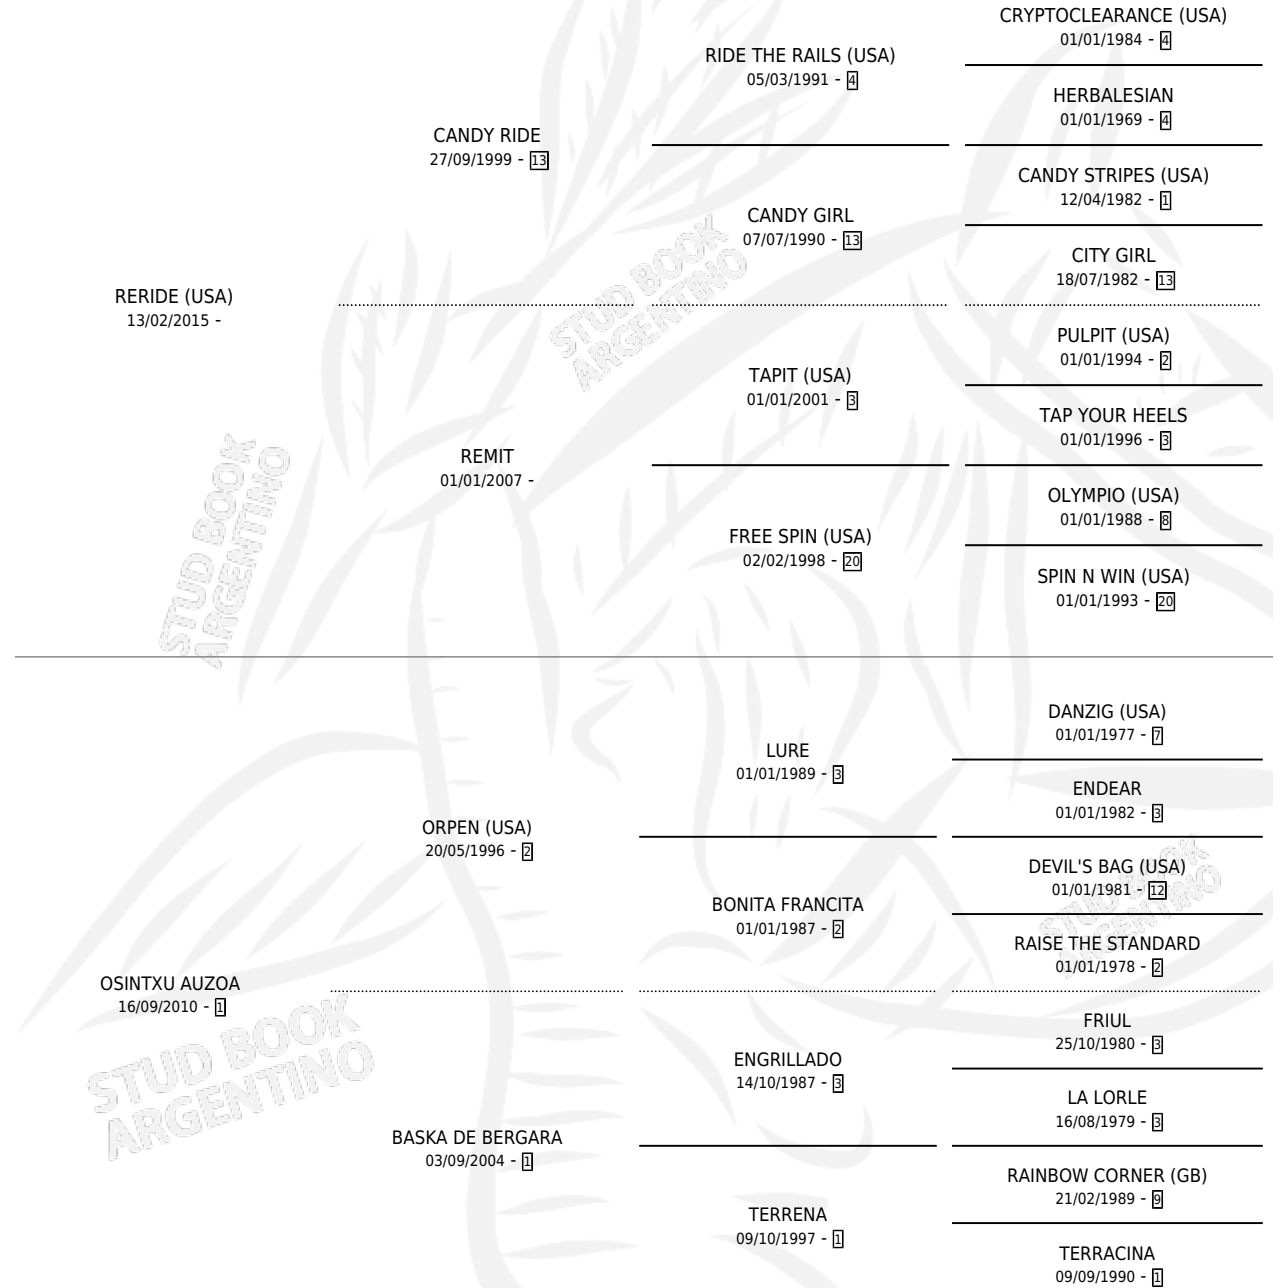 CRYPTOCLEARANCE (USA)
01/01/1984 - 4
RIDE THE RAILS (USA)
05/03/1991 - 4
HERBALESIAN
01/01/1969 - 4
CANDY RIDE
27/09/1999 - 13
CANDY STRIPES (USA)
12/04/1982 - 1
CANDY GIRL
07/07/1990 - 13
CITY GIRL
18/07/1982 - 13
RERIDE (USA)
13/02/2015 -
PULPIT (USA)
01/01/1994 - 2
TAPIT (USA)
01/01/2001 - 3
TAP YOUR HEELS
01/01/1996 - 3
REMIT
01/01/2007 -
OLYMPIO (USA)
01/01/1988 - 8
FREE SPIN (USA)
02/02/1998 - 20
SPIN N WIN (USA)
01/01/1993 - 20
STUD BOOK
ARGENTINO
STUD BOOK
ARGENTINO
DANZIG (USA)
01/01/1977 - 7
LURE
01/01/1989 - 3
ENDEAR
01/01/1982 - 3
ORPEN (USA)
20/05/1996 - 2
DEVIL'S BAG (USA)
01/01/1981 - 12
BONITA FRANCITA
01/01/1987 - 2
RAISE THE STANDARD
01/01/1978 - 2
STUD BOOK
ARGENTINO
OSINTXU AUZOA
16/09/2010 - 1
FRIUL
25/10/1980 - 3
ENGRILLADO
14/10/1987 - 3
LA LORLE
16/08/1979 - 3
BASKA DE BERGARA
03/09/2004 - 1
RAINBOW CORNER (GB)
21/02/1989 - 9
TERRENA
09/10/1997 - 1
TERRACINA
09/09/1990 - 1
STUD BOOK
ARGENTINO